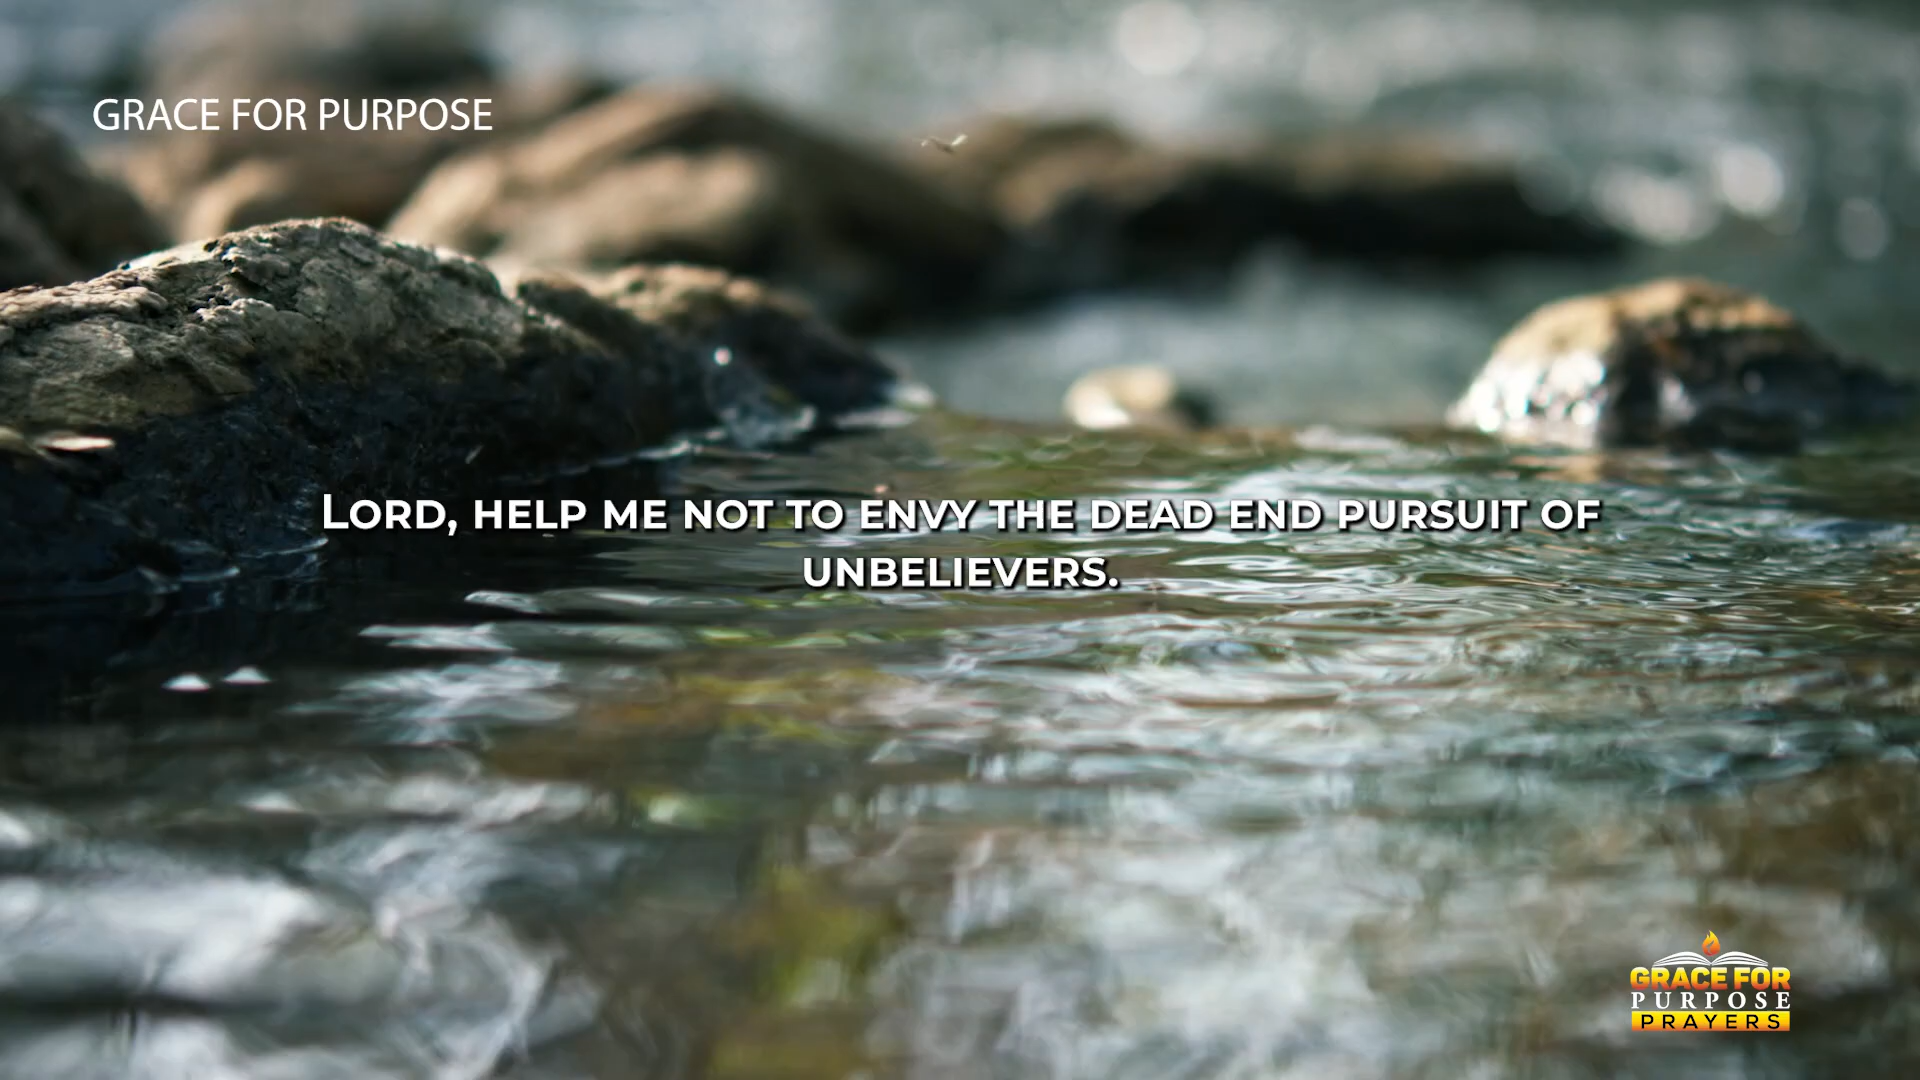 GRACE FOR PURPOSE
LORD, HELP ME NOT TO ENVY THE DEAD END PURSUIT OF
UNBELIEVERS.
GRACE FOR
PURPOSE
PRAYERS